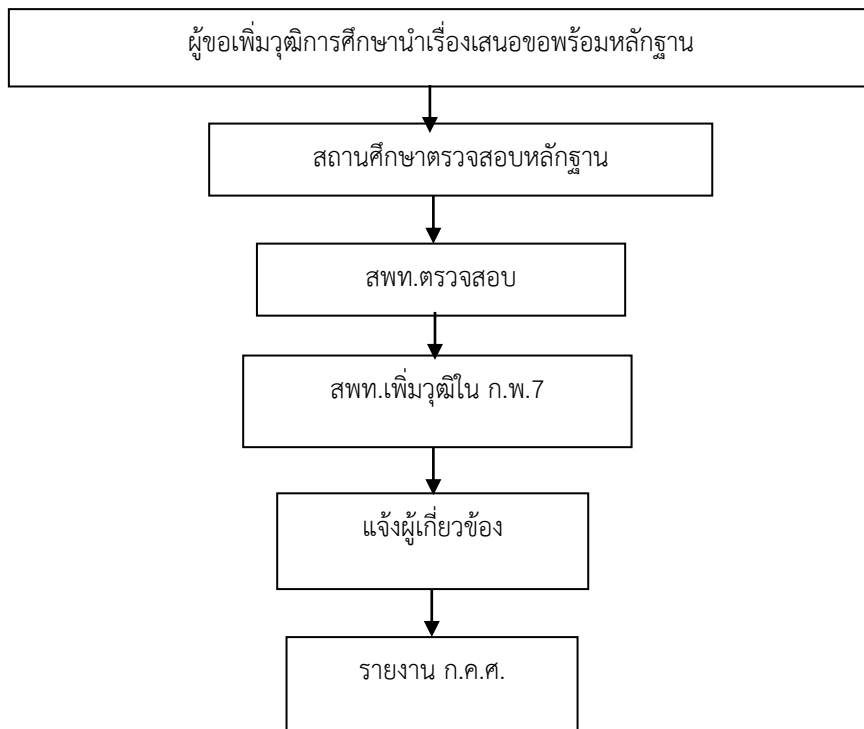 ผู้ขอเพิ่มวุฒิการศึกษานำเรื่องเสนอขอพร้อมหลักฐาน
สถานศึกษาตรวจสอบหลักฐาน
สพท.ตรวจสอบ
สพท.เพิ่มวุฒิใน ก.พ.7
แจ้งผู้เกี่ยวข้อง
รายงาน ก.ค.ศ.